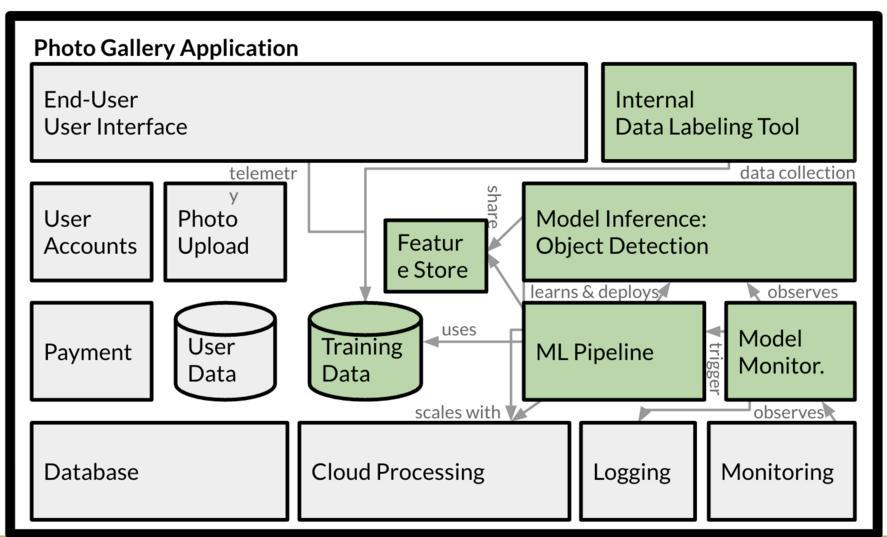 Photo Gallery Application
End-User
User Interface
Internal
Data Labeling Tool
telemetr
y
data collection
User
Accounts
Photo
Upload
share
Featur
e Store
Model Inference:
Object Detection
learns & deploys
observes
Payment
User
Data
Training
Data
uses
ML Pipeline
trigger
Model
Monitor.
scales with
observes
Database
Cloud Processing
Logging
Monitoring